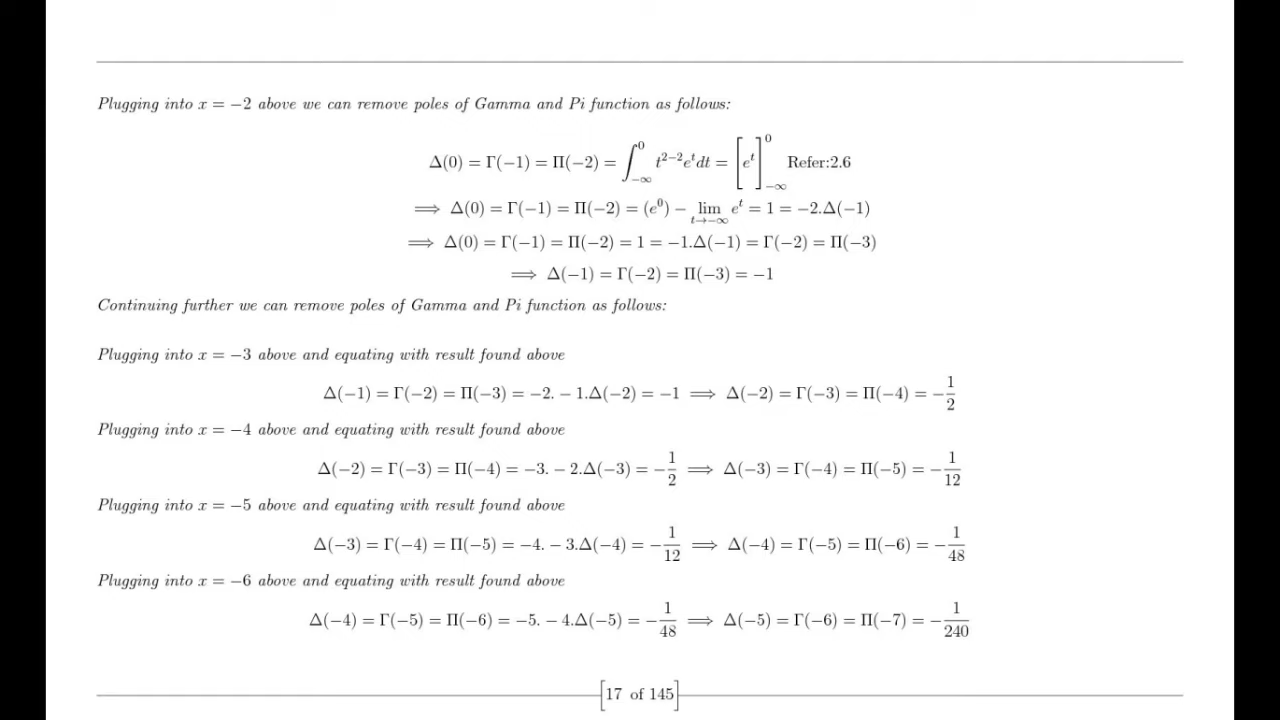 Plugging into x = −2 above we can remove poles of Gamma and Pi function as follows:
Δ(0) = Γ(−1) = Π(−2) = ∫_{−∞}^{0} t^{2−2}e^{t}dt = [e^{t}]_{−∞}^{0} Refer:2.6
⟹ Δ(0) = Γ(−1) = Π(−2) = (e^{0}) − lim_{t→−∞} e^{t} = 1 = −2.Δ(−1)
⟹ Δ(0) = Γ(−1) = Π(−2) = 1 = −1.Δ(−1) = Γ(−2) = Π(−3)
⟹ Δ(−1) = Γ(−2) = Π(−3) = −1
Continuing further we can remove poles of Gamma and Pi function as follows:
Plugging into x = −3 above and equating with result found above
Δ(−1) = Γ(−2) = Π(−3) = −2. − 1.Δ(−2) = −1 ⟹ Δ(−2) = Γ(−3) = Π(−4) = −1/2
Plugging into x = −4 above and equating with result found above
Δ(−2) = Γ(−3) = Π(−4) = −3. − 2.Δ(−3) = −1/2 ⟹ Δ(−3) = Γ(−4) = Π(−5) = −1/12
Plugging into x = −5 above and equating with result found above
Δ(−3) = Γ(−4) = Π(−5) = −4. − 3.Δ(−4) = −1/12 ⟹ Δ(−4) = Γ(−5) = Π(−6) = −1/48
Plugging into x = −6 above and equating with result found above
Δ(−4) = Γ(−5) = Π(−6) = −5. − 4.Δ(−5) = −1/48 ⟹ Δ(−5) = Γ(−6) = Π(−7) = −1/240
[17 of 145]